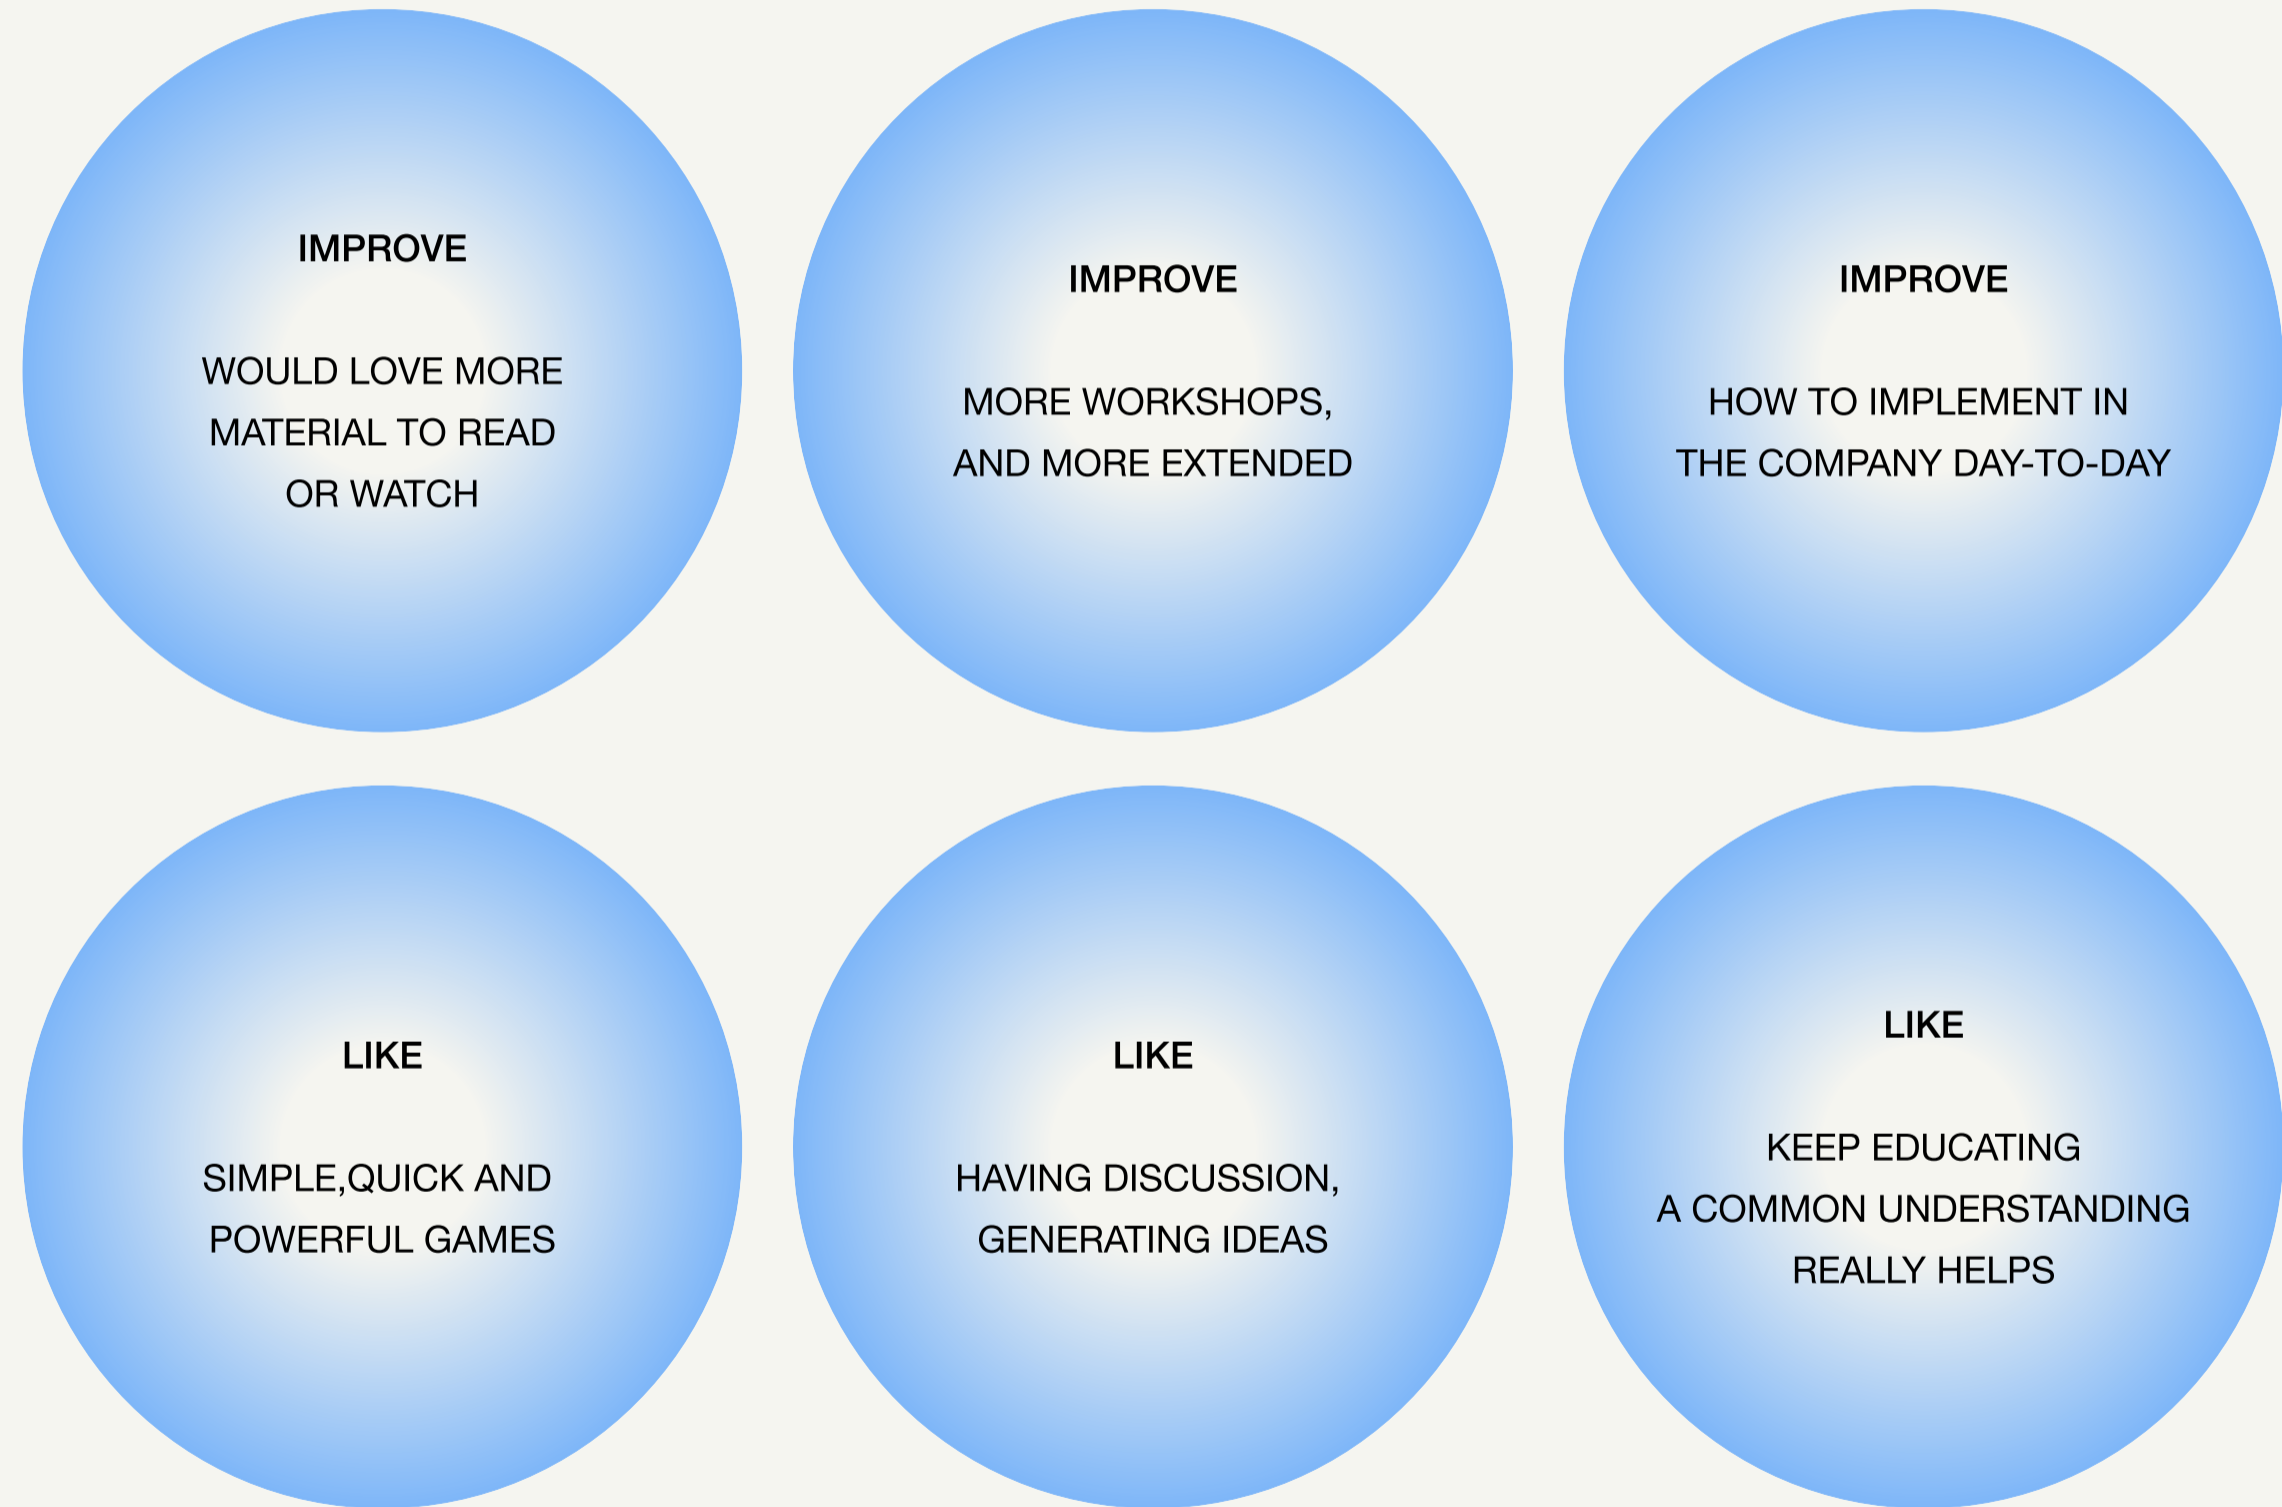 IMPROVE
WOULD LOVE MORE
MATERIAL TO READ
OR WATCH
IMPROVE
MORE WORKSHOPS,
AND MORE EXTENDED
IMPROVE
HOW TO IMPLEMENT IN
THE COMPANY DAY-TO-DAY
LIKE
SIMPLE,QUICK AND
POWERFUL GAMES
LIKE
HAVING DISCUSSION,
GENERATING IDEAS
LIKE
KEEP EDUCATING
A COMMON UNDERSTANDING
REALLY HELPS